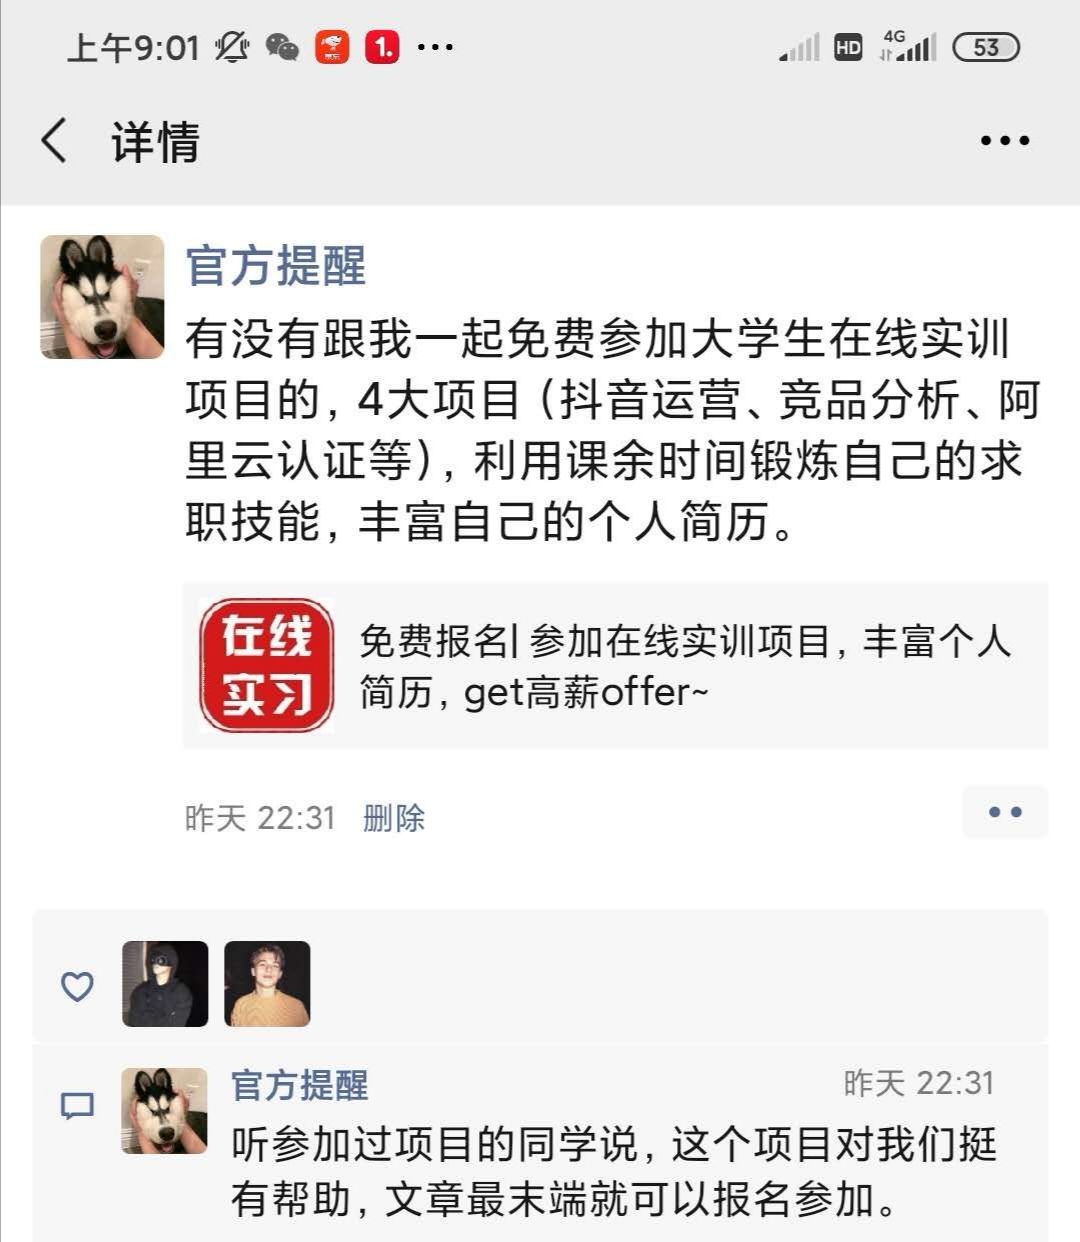 上午9:01
HD 4G 53
详情
官方提醒
有没有跟我一起免费参加大学生在线实训
项目的，4大项目（抖音运营、竞品分析、阿
里云认证等），利用课余时间锻炼自己的求
职技能，丰富自己的个人简历。
在线
实习
免费报名| 参加在线实训项目，丰富个人
简历，get高薪offer~
昨天 22:31 删除
官方提醒 昨天 22:31
听参加过项目的同学说，这个项目对我们挺
有帮助，文章最末端就可以报名参加。